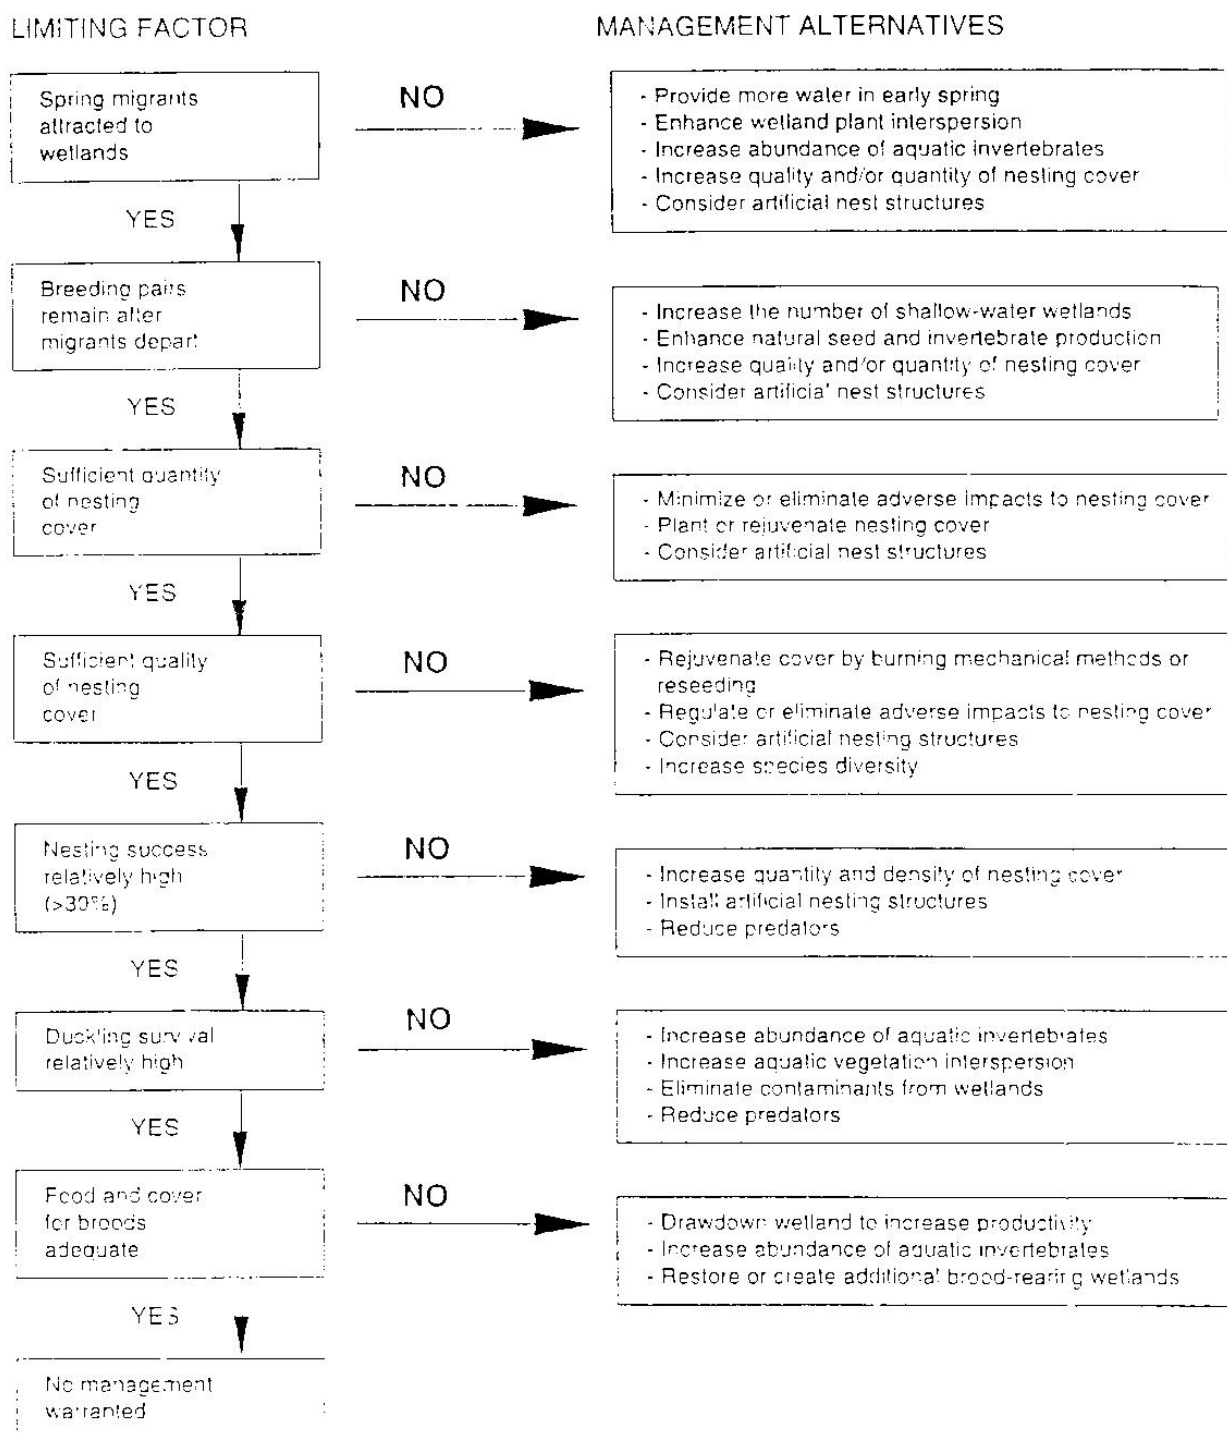 LIMITING FACTOR
MANAGEMENT ALTERNATIVES
Spring migrants
attracted to
wetlands
NO
- Provide more water in early spring
- Enhance wetland plant interspersion
- Increase abundance of aquatic invertebrates
- Increase quality and/or quantity of nesting cover
- Consider artificial nest structures
YES
Breeding pairs
remain after
migrants depart
NO
- Increase the number of shallow-water wetlands
- Enhance natural seed and invertebrate production
- Increase quality and/or quantity of nesting cover
- Consider artificial nest structures
YES
Sufficient quantity
of nesting
cover
NO
- Minimize or eliminate adverse impacts to nesting cover
- Plant or rejuvenate nesting cover
- Consider artificial nest structures
YES
Sufficient quality
of nesting
cover
NO
- Rejuvenate cover by burning mechanical methods or
reseeding
- Regulate or eliminate adverse impacts to nesting cover
- Consider artificial nesting structures
- Increase species diversity
YES
Nesting success
relatively high
(>30%)
NO
- Increase quantity and density of nesting cover
- Install artificial nesting structures
- Reduce predators
YES
Duckling survival
relatively high
NO
- Increase abundance of aquatic invertebrates
- Increase aquatic vegetation interspersion
- Eliminate contaminants from wetlands
- Reduce predators
YES
Food and cover
for broods
adequate
NO
- Drawdown wetland to increase productivity
- Increase abundance of aquatic invertebrates
- Restore or create additional brood-rearing wetlands
YES
No management
warranted